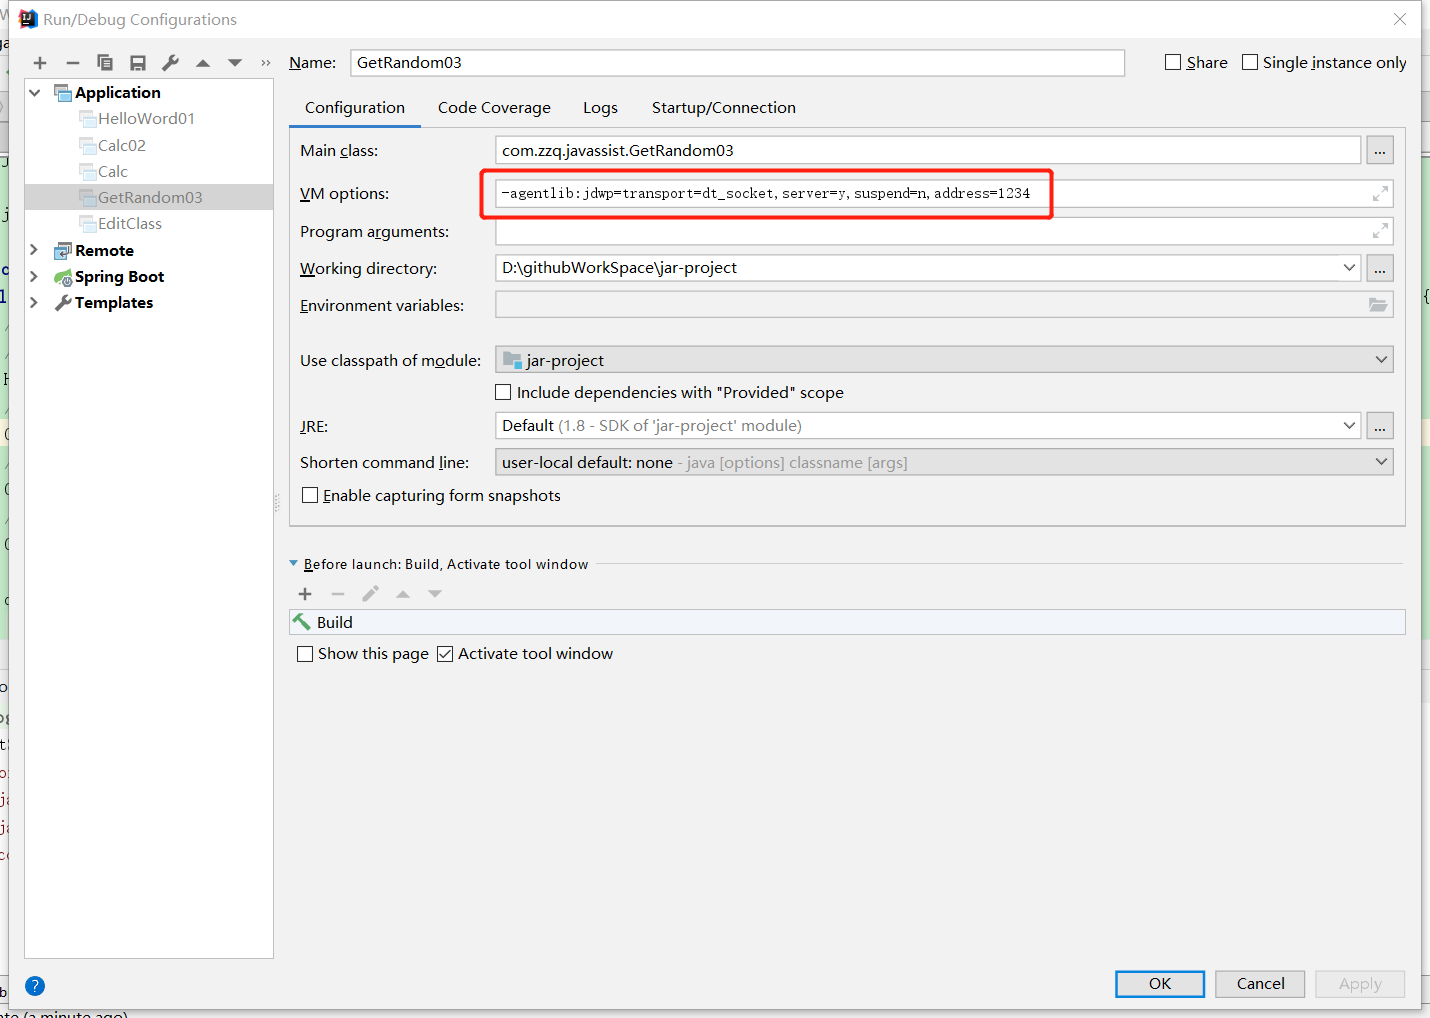 Run/Debug Configurations
Name: GetRandom03 Share Single instance only
Application
HelloWord01
Calc02
Calc
GetRandom03
EditClass
Remote
Spring Boot
Templates
Configuration Code Coverage Logs Startup/Connection
Main class: com.zzq.javassist.GetRandom03 ...
VM options: -agentlib:jdwp=transport=dt_socket,server=y,suspend=n,address=1234
Program arguments:
Working directory: D:\githubWorkSpace\jar-project ...
Environment variables:
Use classpath of module: jar-project
Include dependencies with "Provided" scope
JRE: Default (1.8 - SDK of 'jar-project' module) ...
Shorten command line: user-local default: none - java [options] classname [args]
Enable capturing form snapshots
Before launch: Build, Activate tool window
Build
Show this page Activate tool window
? OK Cancel Apply
(a minute ago)